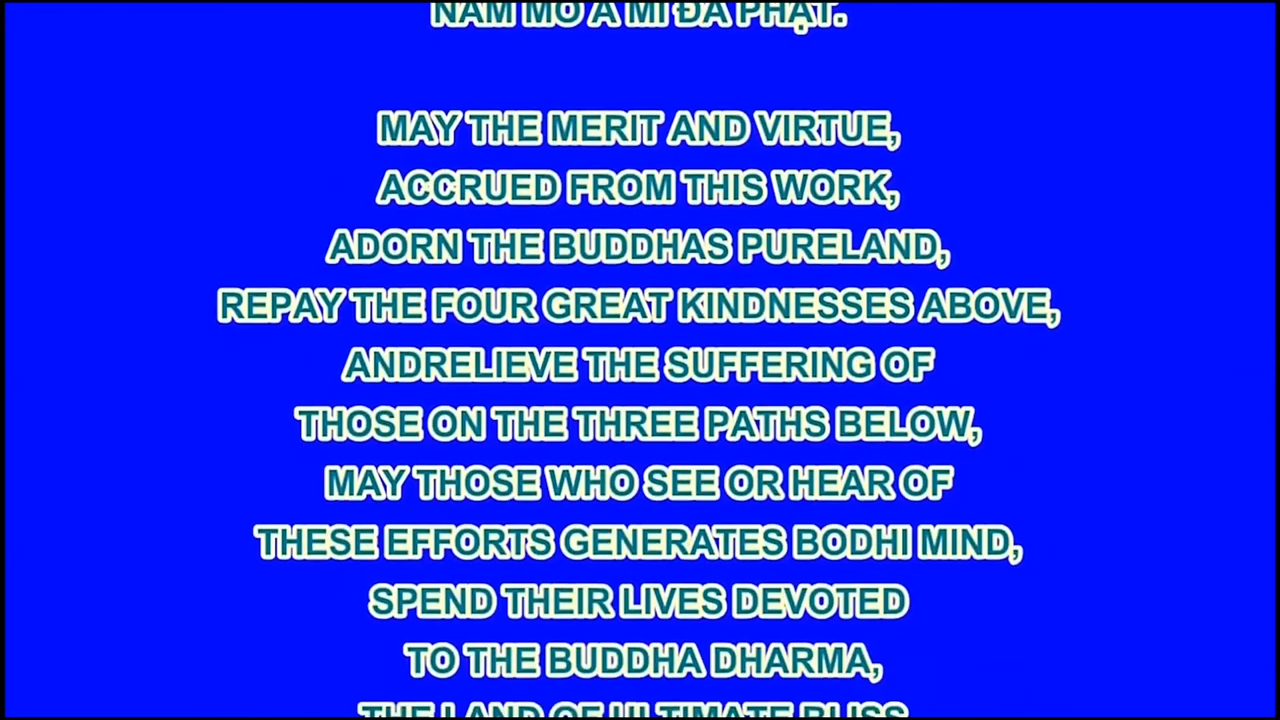 NAM MÔ A MI ĐÀ PHẬT.
MAY THE MERIT AND VIRTUE,
ACCRUED FROM THIS WORK,
ADORN THE BUDDHAS PURELAND,
REPAY THE FOUR GREAT KINDNESSES ABOVE,
ANDRELIEVE THE SUFFERING OF
THOSE ON THE THREE PATHS BELOW,
MAY THOSE WHO SEE OR HEAR OF
THESE EFFORTS GENERATES BODHI MIND,
SPEND THEIR LIVES DEVOTED
TO THE BUDDHA DHARMA,
THE LAND OF ULTIMATE BLISS